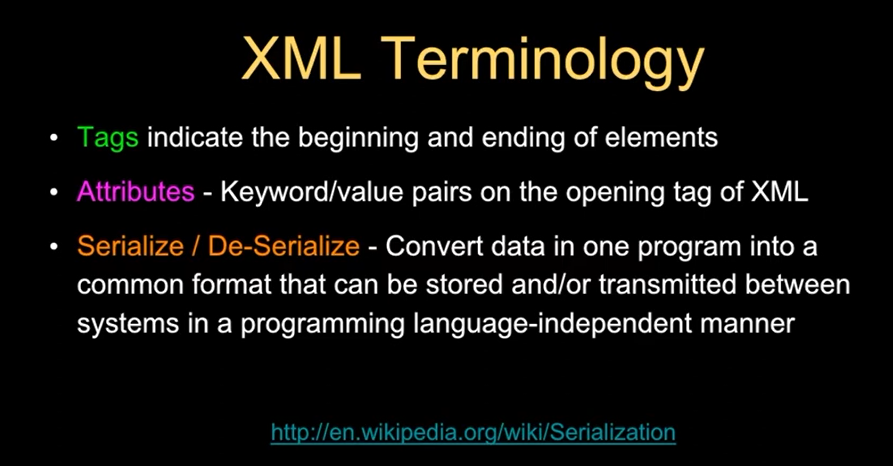 XML Terminology
• Tags indicate the beginning and ending of elements
• Attributes - Keyword/value pairs on the opening tag of XML
• Serialize / De-Serialize - Convert data in one program into a
common format that can be stored and/or transmitted between
systems in a programming language-independent manner
http://en.wikipedia.org/wiki/Serialization